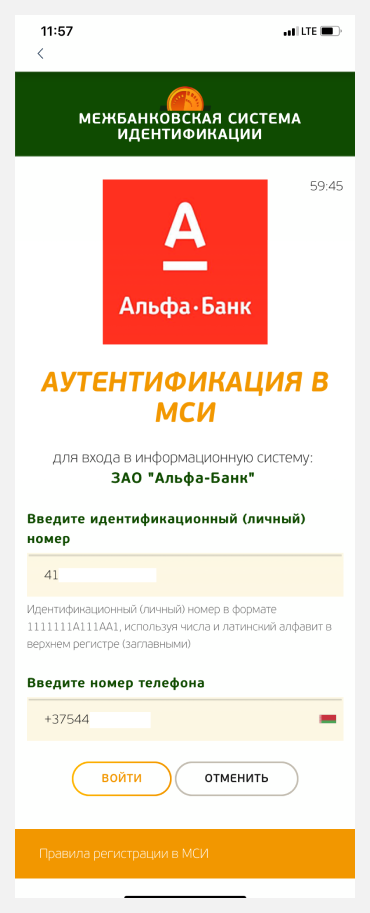 11:57
LTE
МЕЖБАНКОВСКАЯ СИСТЕМА
ИДЕНТИФИКАЦИИ
59:45
А
Альфа·Банк
АУТЕНТИФИКАЦИЯ В
МСИ
для входа в информационную систему:
ЗАО "Альфа-Банк"
Введите идентификационный (личный)
номер
41
Идентификационный (личный) номер в формате
1111111А111АА1, используя числа и латинский алфавит в
верхнем регистре (заглавными)
Введите номер телефона
+37544
ВОЙТИ
ОТМЕНИТЬ
Правила регистрации в МСИ